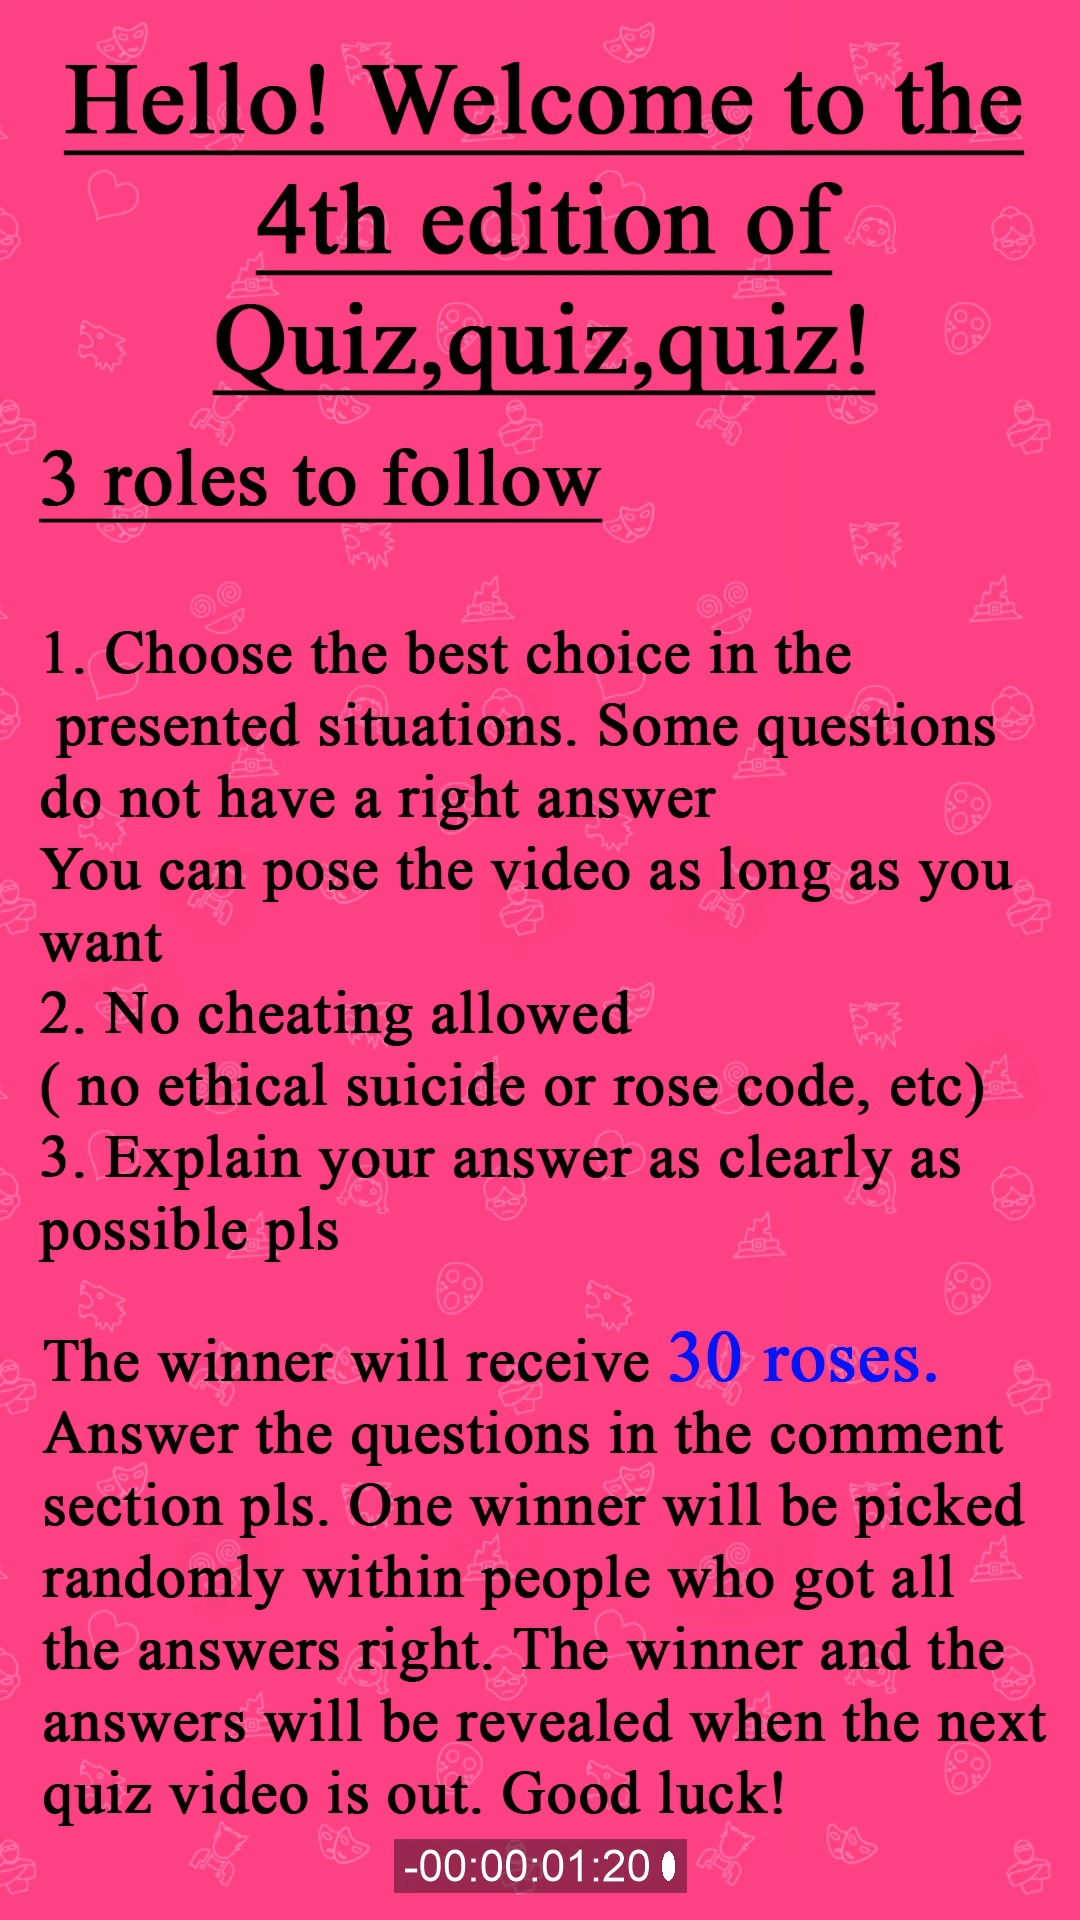 Hello! Welcome to the
4th edition of
Quiz,quiz,quiz!
3 roles to follow
1. Choose the best choice in the
presented situations. Some questions
do not have a right answer
You can pose the video as long as you
want
2. No cheating allowed
( no ethical suicide or rose code, etc)
3. Explain your answer as clearly as
possible pls
The winner will receive 30 roses.
Answer the questions in the comment
section pls. One winner will be picked
randomly within people who got all
the answers right. The winner and the
answers will be revealed when the next
quiz video is out. Good luck!
-00:00:01:20